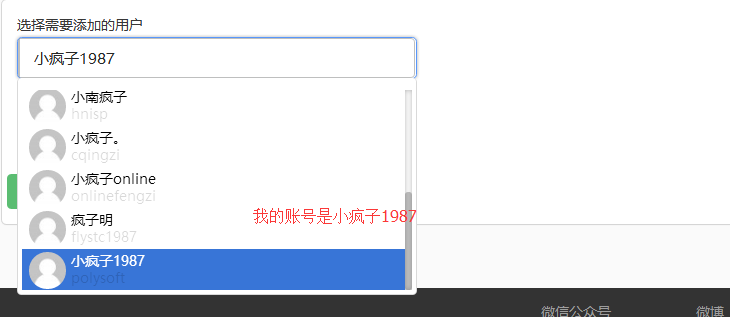 选择需要添加的用户
小疯子1987
小南疯子
hnisp
小疯子。
cqingzi
小疯子online
onlinefengzi
疯子明
我的账号是小疯子1987
flystc1987
小疯子1987
polysoft
微信公众号
微博